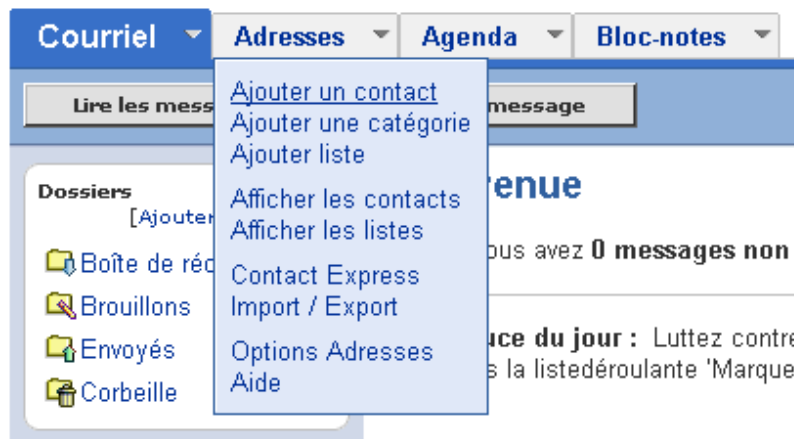 Courriel Adresses Agenda Bloc-notes
Lire les mess message
Ajouter un contact
Ajouter une catégorie
Ajouter liste
Afficher les contacts
Afficher les listes
Contact Express
Import / Export
Options Adresses
Aide
Dossiers
[Ajouter
Boîte de réc
Brouillons
Envoyés
Corbeille
enue
ous avez 0 messages non
uce du jour : Luttez contre
s la listedéroulante 'Marque